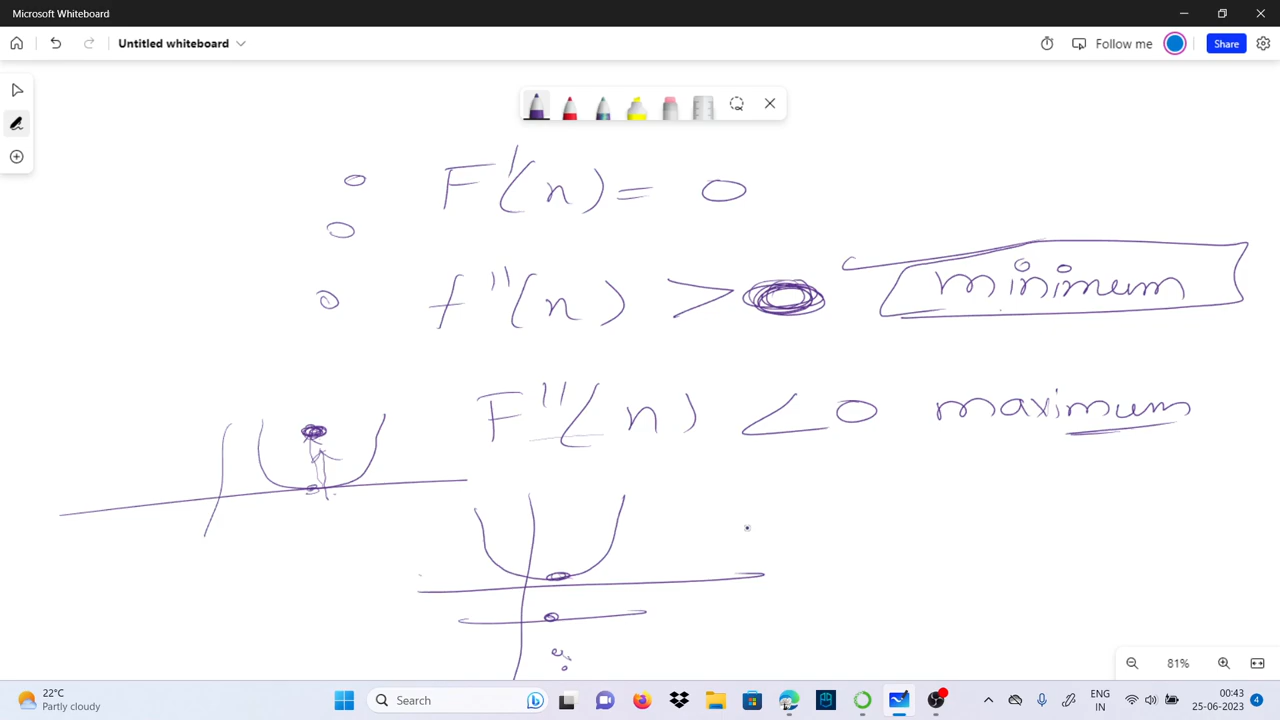 Microsoft Whiteboard
Untitled whiteboard
Follow me
Share
F'(n) = 0
f''(n) >
minimum
F''(n) < 0 maximum
81%
22°C
Partly cloudy
Search
ENG
IN
00:43
25-06-2023
4